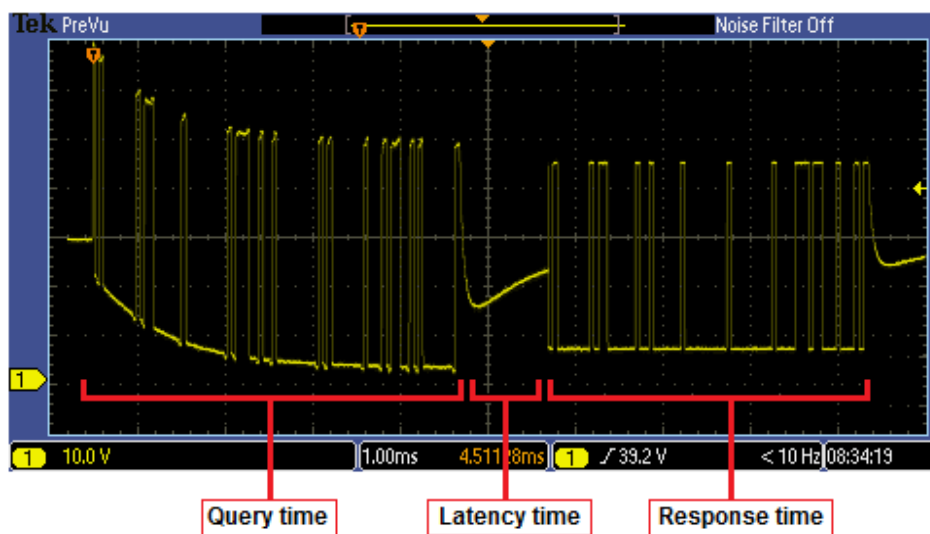 Tek PreVu Noise Filter Off
T
T
1
1 10.0 V 1.00ms 1 39.2 V < 10 Hz 08:34:19
Query time Latency time Response time